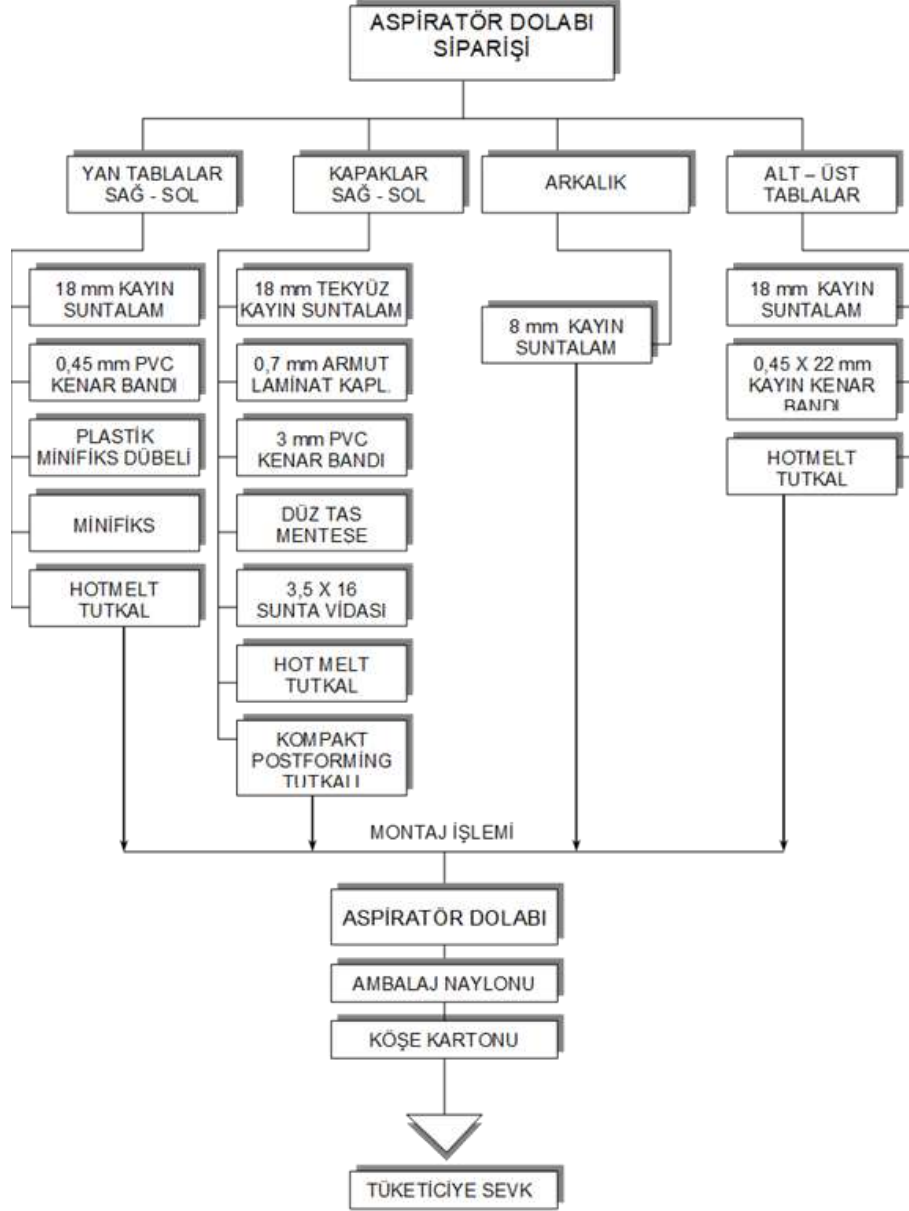 ASPİRATÖR DOLABI
SİPARİŞİ
YAN TABLALAR
SAĞ - SOL
KAPAKLAR
SAĞ - SOL
ARKALIK
ALT – ÜST
TABLALAR
18 mm KAYIN
SUNTALAM
0,45 mm PVC
KENAR BANDI
PLASTİK
MİNİFİKS DÜBELİ
MİNİFİKS
HOTMELT
TUTKAL
18 mm TEKYÜZ
KAYIN SUNTALAM
0,7 mm ARMUT
LAMİNAT KAPL.
3 mm PVC
KENAR BANDI
DÜZ TAS
MENTEŞE
3,5 X 16
SUNTA VİDASI
HOT MELT
TUTKAL
KOMPAKT
POSTFORMİNG
TUTKALI
8 mm KAYIN
SUNTALAM
18 mm KAYIN
SUNTALAM
0,45 X 22 mm
KAYIN KENAR
BANDI
HOTMELT
TUTKAL
MONTAJ İŞLEMİ
ASPİRATÖR DOLABI
AMBALAJ NAYLONU
KÖŞE KARTONU
TÜKETİCİYE SEVK